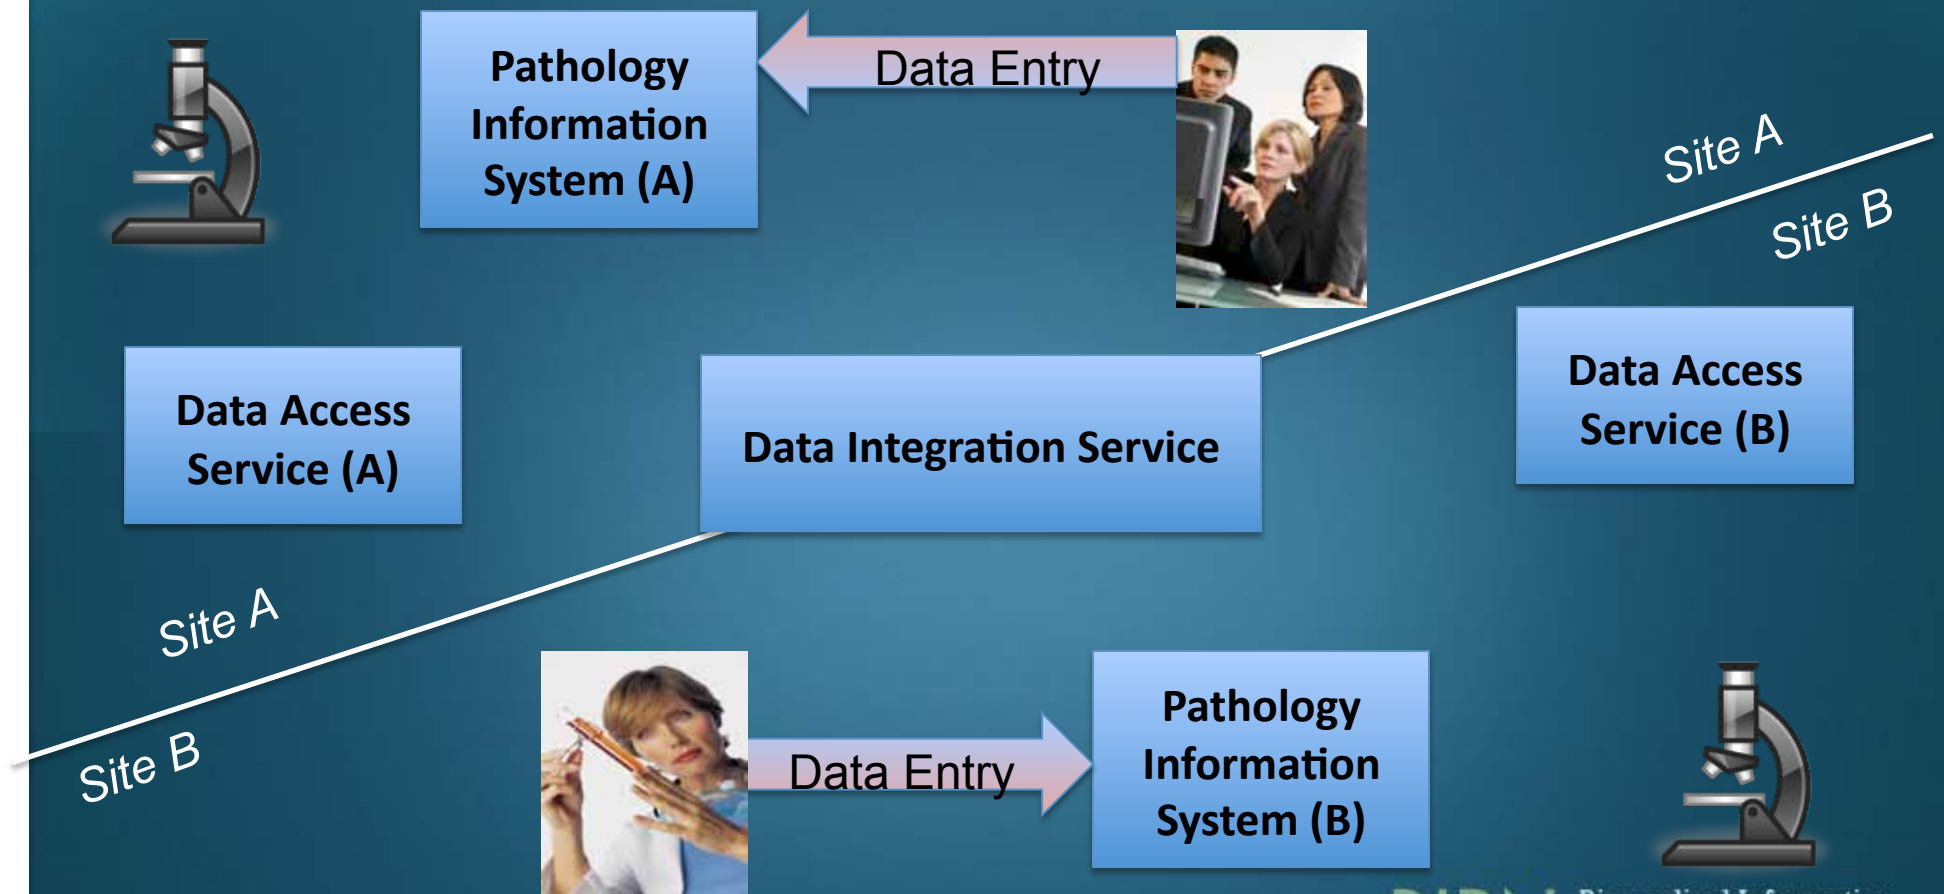 Pathology
Information
System (A)
Data Entry
Site A
Site B
Data Access
Service (A)
Data Integration Service
Data Access
Service (B)
Site A
Site B
Data Entry
Pathology
Information
System (B)